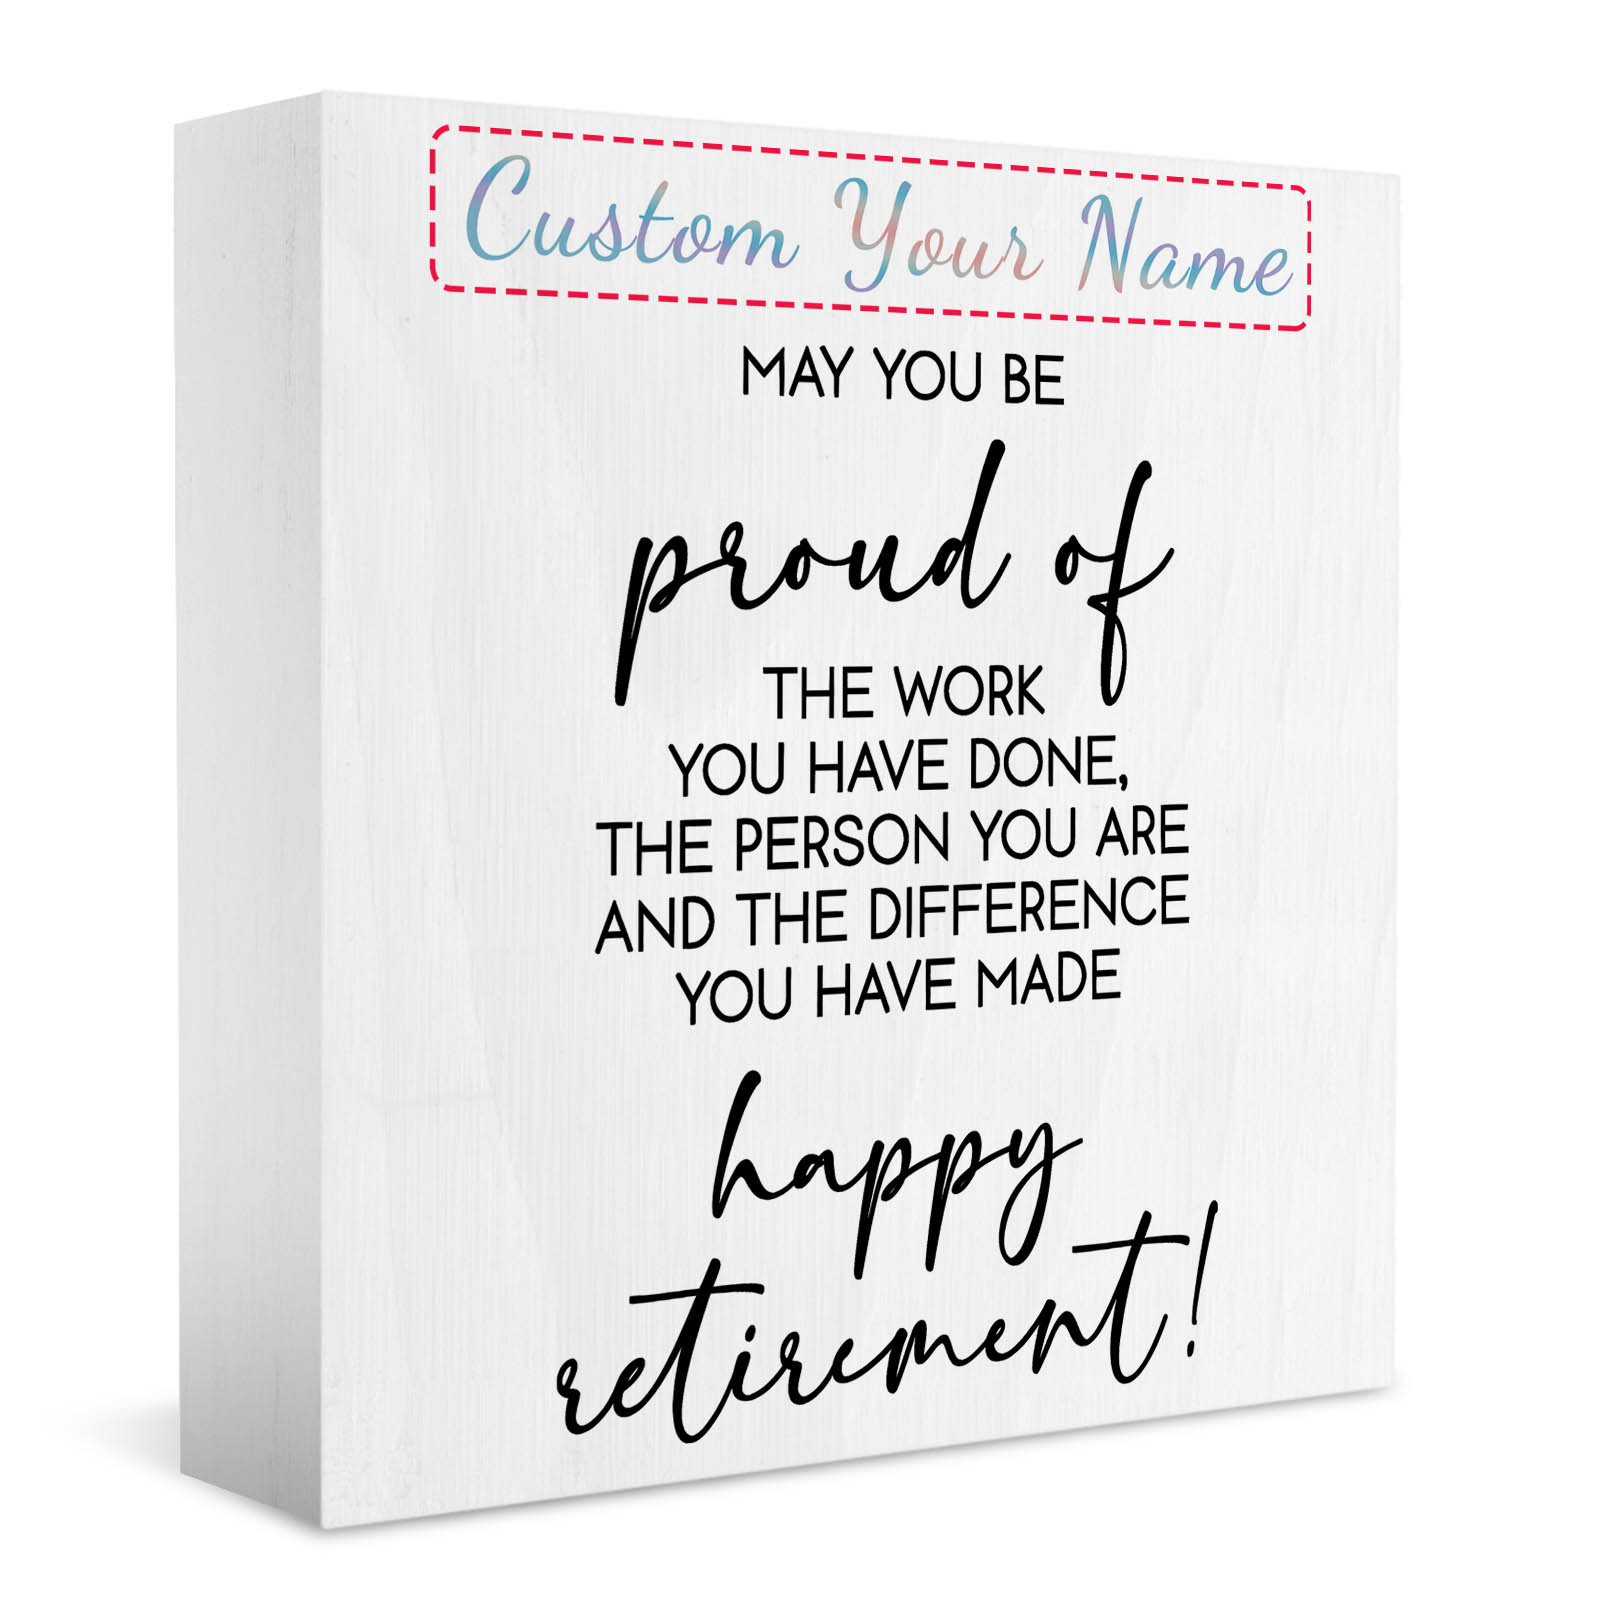 Custom Your Name
MAY YOU BE
proud of
THE WORK
YOU HAVE DONE,
THE PERSON YOU ARE
AND THE DIFFERENCE
YOU HAVE MADE
happy
retirement!